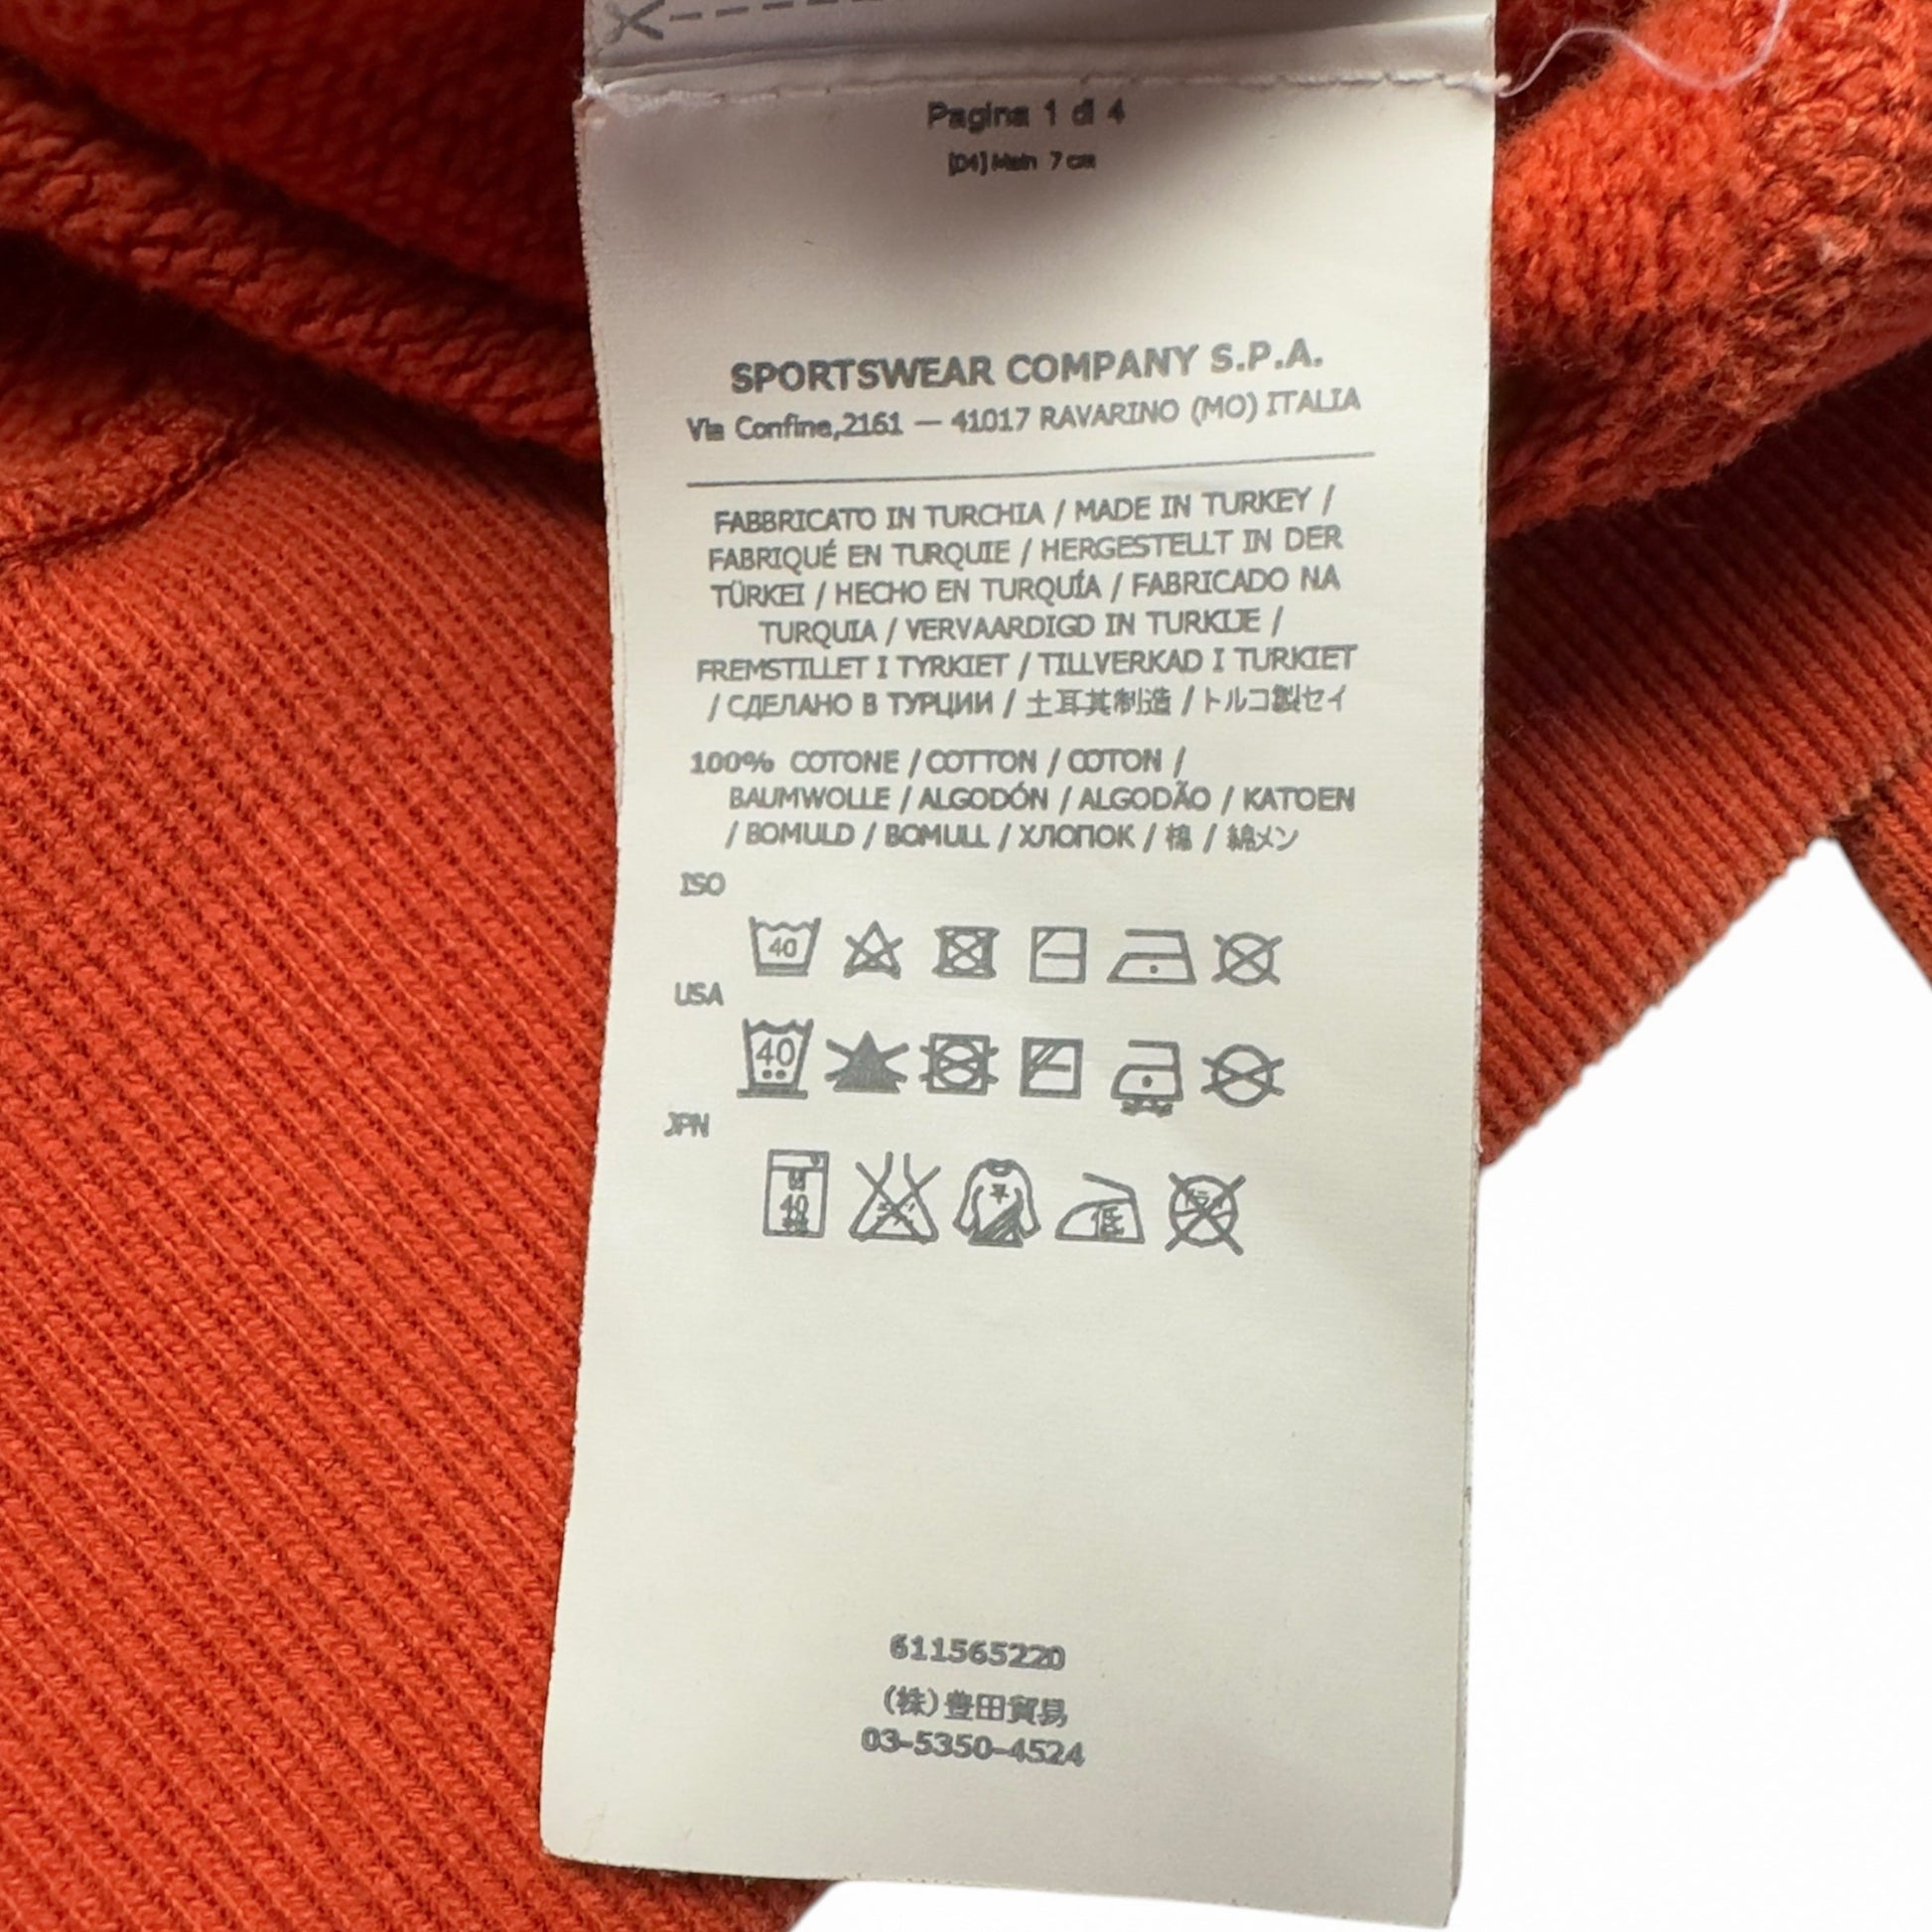 Pagina 1 di 4
[04] Main 7 cm
SPORTSWEAR COMPANY S.P.A.
Via Confine,2161 — 41017 RAVARINO (MO) ITALIA
FABBRICATO IN TURCHIA / MADE IN TURKEY /
FABRIQUÉ EN TURQUIE / HERGESTELLT IN DER
TÜRKEI / HECHO EN TURQUÍA / FABRICADO NA
TURQUIA / VERVAARDIGD IN TURKIJE /
FREMSTILLET I TYRKIET / TILLVERKAD I TURKIET
/ СДЕЛАНО В ТУРЦИИ / 土耳其制造 / トルコ製セイ
100% COTONE / COTTON / COTON /
BAUMWOLLE / ALGODÓN / ALGODÃO / KATOEN
/ BOMULD / BOMULL / ХЛОПОК / 棉 / 綿メン
ISO
40
USA
40
JPN
40
低
611565220
(株)豊田貿易
03-5350-4524